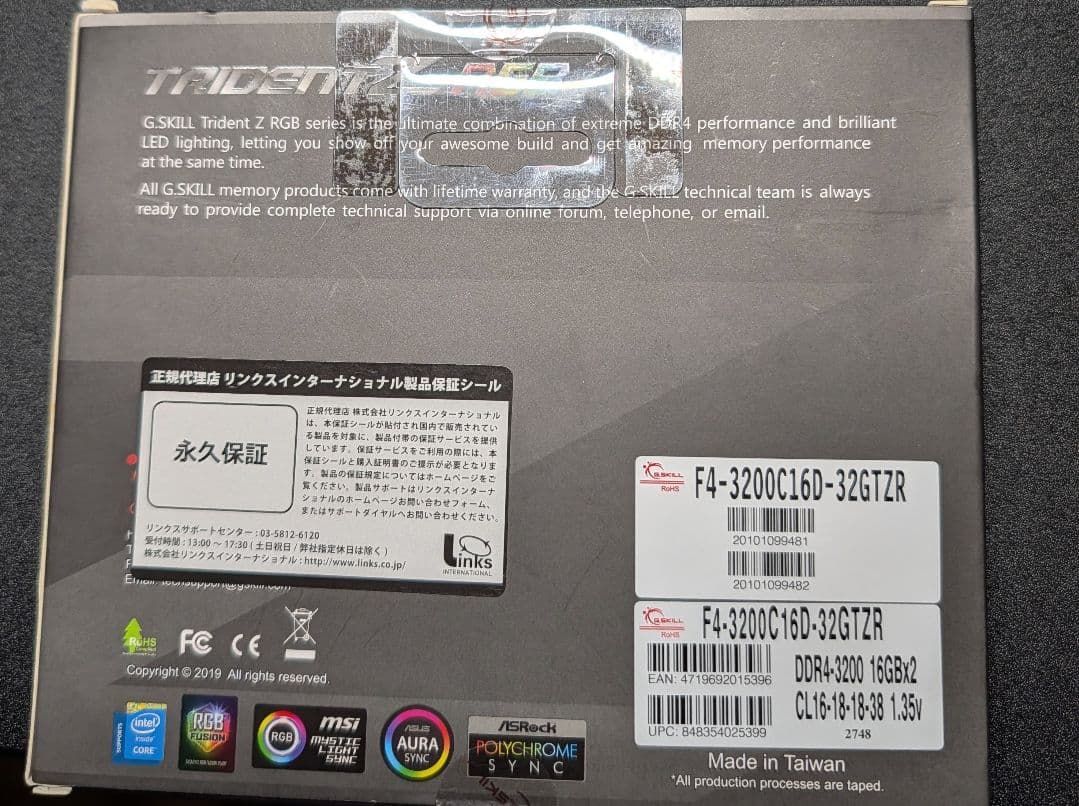 TRIDENTZ RGB
G.SKILL Trident Z RGB series is the ultimate combination of extreme DDR4 performance and brilliant
LED lighting, letting you show off your awesome build and get amazing memory performance
at the same time.
All G.SKILL memory products come with lifetime warranty, and the G.SKILL technical team is always
ready to provide complete technical support via online forum, telephone, or email.
正規代理店 リンクスインターナショナル製品保証シール
永久保証
正規代理店 株式会社リンクスインターナショナル
は、本保証シールが貼付され国内で販売されてい
る製品を対象に、製品付帯の保証サービスを提供
しています。保証サービスをご利用の際には、本
保証シールと購入証明書のご提示が必要となりま
す。製品の保証規定についてはホームページをご
覧ください。製品サポートはリンクスインターナ
ショナルのホームページお問い合わせフォーム、
またはサポートダイヤルへお問い合わせください。
リンクスサポートセンター : 03-5812-6120
受付時間 : 13:00 ～ 17:30 ( 土日祝日 / 弊社指定休日は除く )
株式会社リンクスインターナショナル : http://www.links.co.jp/
Links
INTERNATIONAL
Email: techsupport@gskill.com
G.SKILL
RoHS
F4-3200C16D-32GTZR
20101099481
20101099482
G.SKILL
RoHS
F4-3200C16D-32GTZR
EAN: 4719692015396
DDR4-3200 16GBx2
CL16-18-18-38 1.35v
UPC: 848354025399
2748
Made in Taiwan
*All production processes are taped.
RoHS
FC CE
Copyright © 2019 All rights reserved.
SUPPORTS
intel
inside
CORE
RGB
FUSION
RGB
msi
MYSTIC
LIGHT
SYNC
ASUS
AURA
SYNC
ASRock
POLYCHROME
SYNC